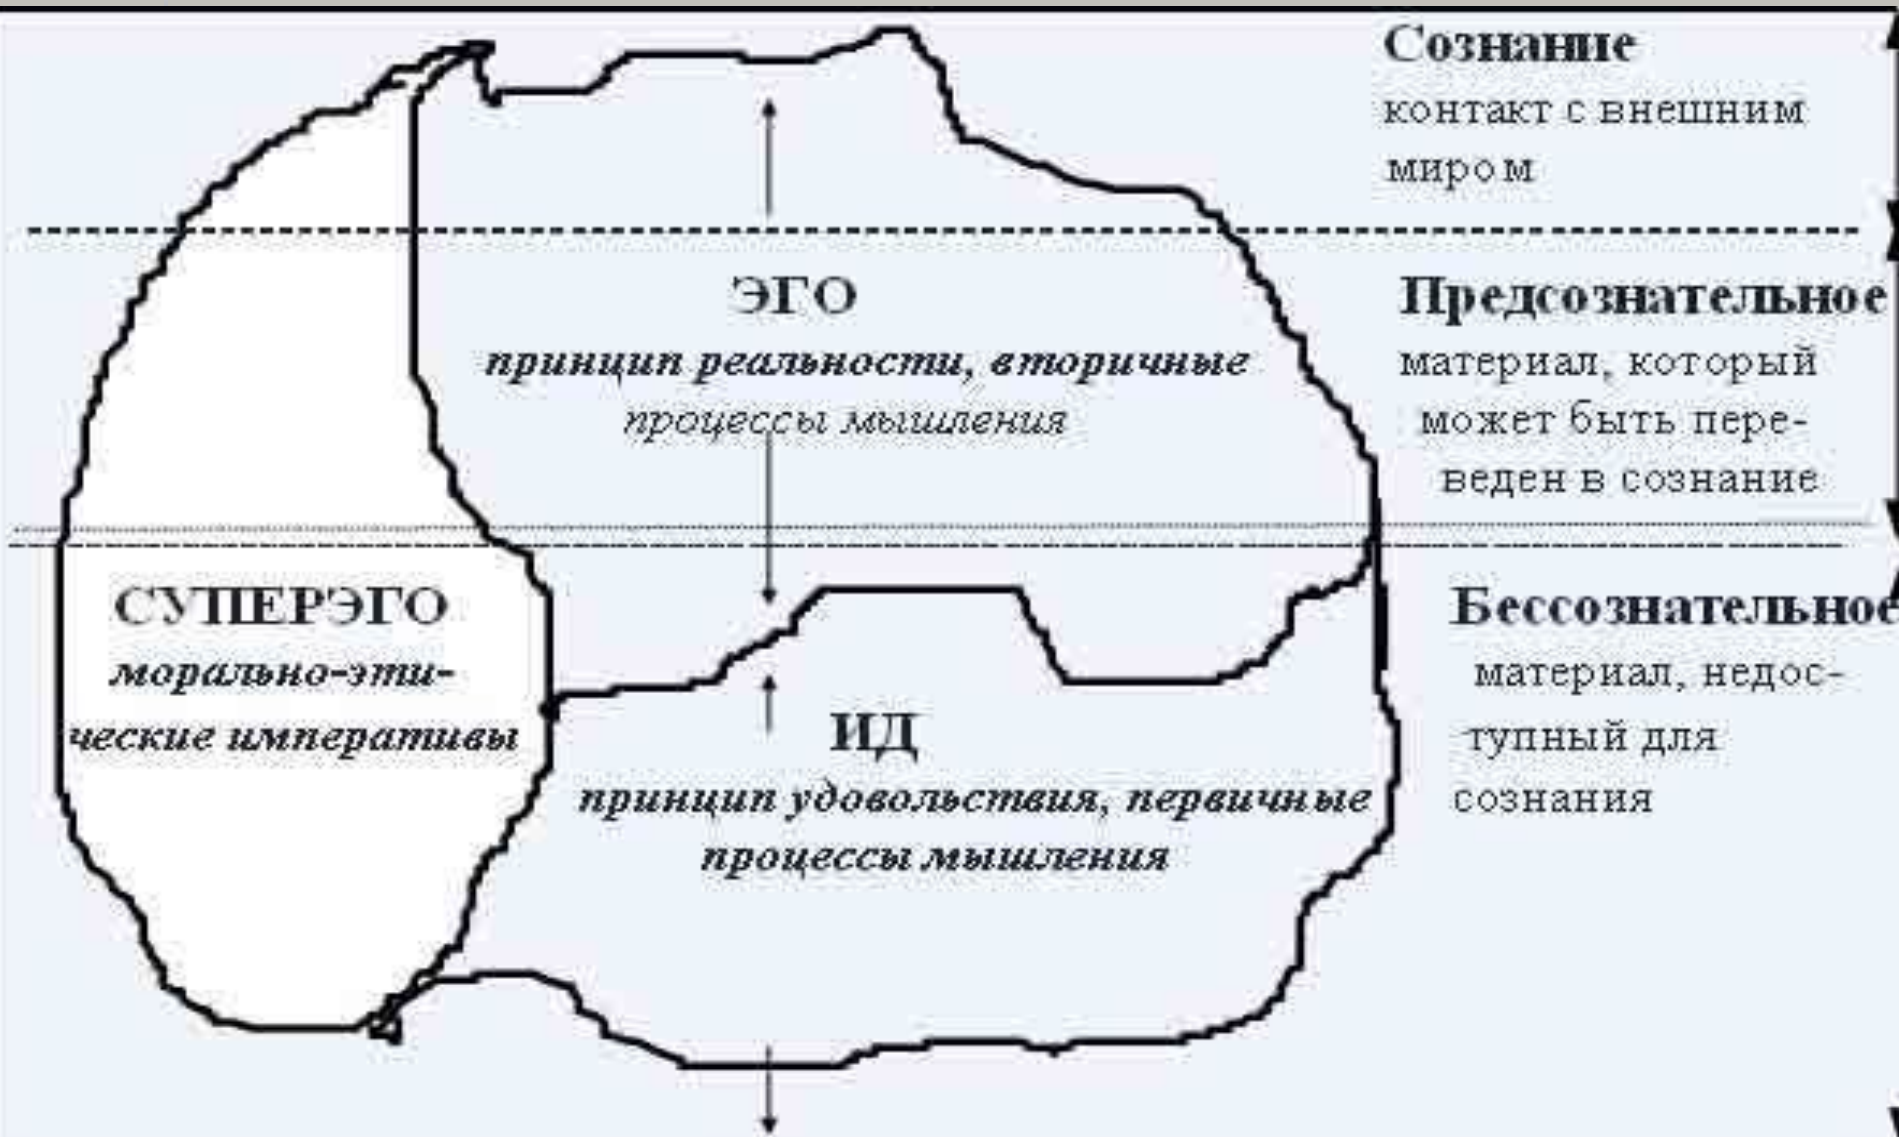 Сознание
контакт с внешним
миром
ЭГО
принцип реальности, вторичные
процессы мышления
Предсознательное
материал, который
может быть пере-
веден в сознание
СУПЕРЭГО
морально-эти-
ческие императивы
ИД
принцип удовольствия, первичные
процессы мышления
Бессознательное
материал, недос-
тупный для
сознания